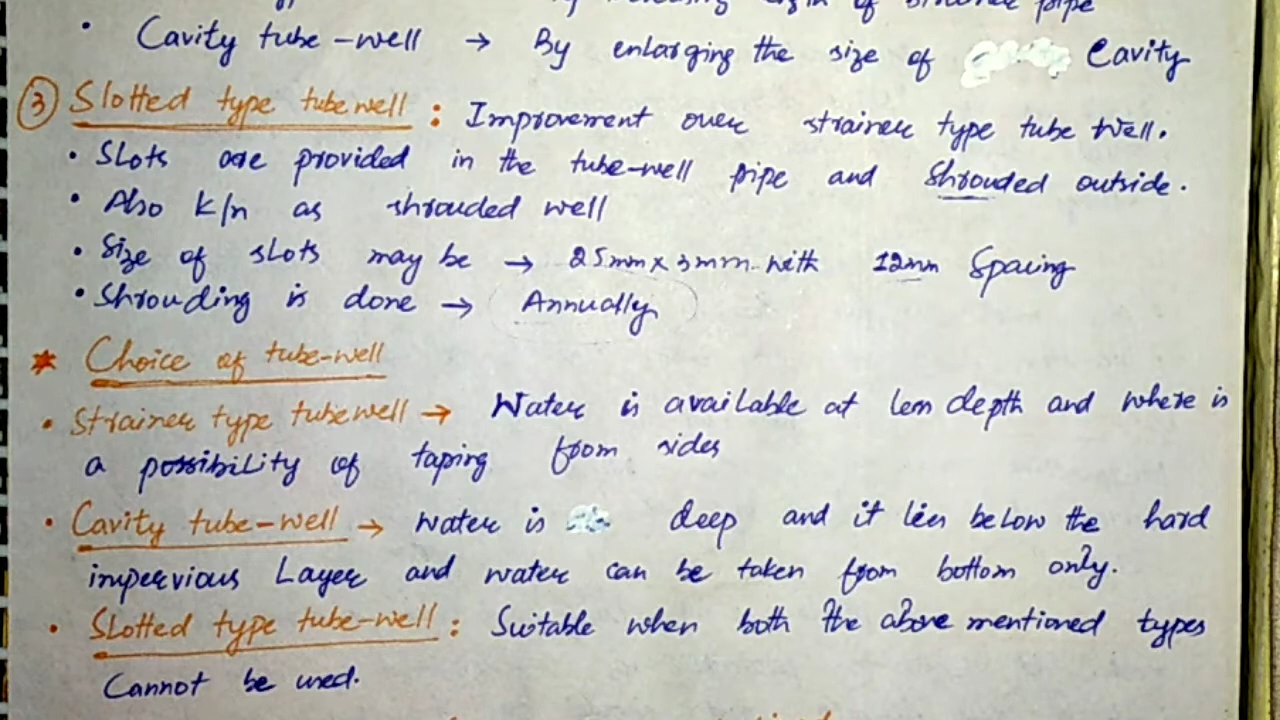 of strainer pipe
• Cavity tube-well → By enlarging the size of Cavity
③ Slotted type tubewell : Improvement over strainer type tube well.
• Slots are provided in the tube-well pipe and Shrouded outside.
• Also k/n as shrouded well
• Size of slots may be → 25mm x 3mm with 12mm Spacing
• Shrouding is done → Annually
* Choice of tube-well
• Strainer type tubewell → Water is available at less depth and where is
a possibility of taping from sides
• Cavity tube-well → Water is deep and it lies below the hard
impervious Layer and water can be taken from bottom only.
• Slotted type tube-well : Suitable when both the above mentioned types
Cannot be used.